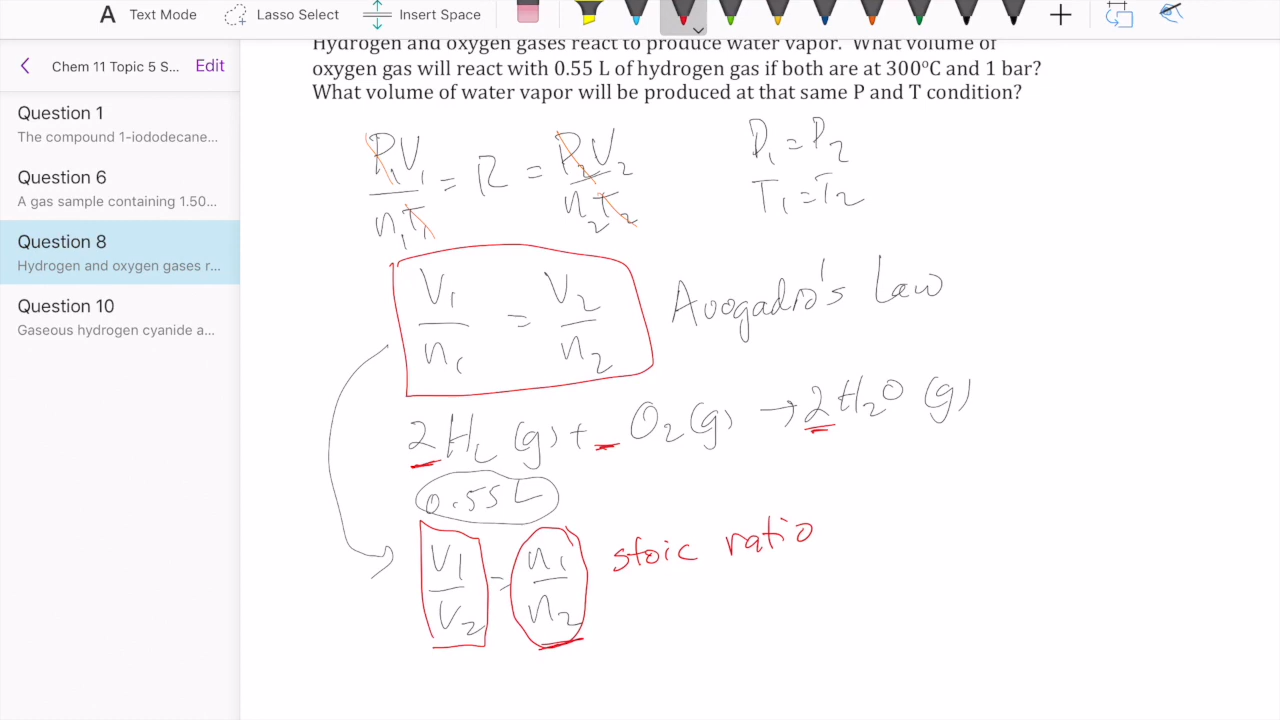 A Text Mode Lasso Select Insert Space
Chem 11 Topic 5 S... Edit
Question 1
The compound 1-iododecane...
Question 6
A gas sample containing 1.50...
Question 8
Hydrogen and oxygen gases r...
Question 10
Gaseous hydrogen cyanide a...
Hydrogen and oxygen gases react to produce water vapor. What volume of
oxygen gas will react with 0.55 L of hydrogen gas if both are at 300°C and 1 bar?
What volume of water vapor will be produced at that same P and T condition?
P₁V₁/n₁T₁ = R = P₂V₂/n₂T₂
P₁ = P₂
T₁ = T₂
V₁/n₁ = V₂/n₂ Avogadro's Law
2H₂ (g) + _ O₂ (g) → 2H₂O (g)
0.55 L
V₁/V₂ = n₁/n₂ stoic ratio